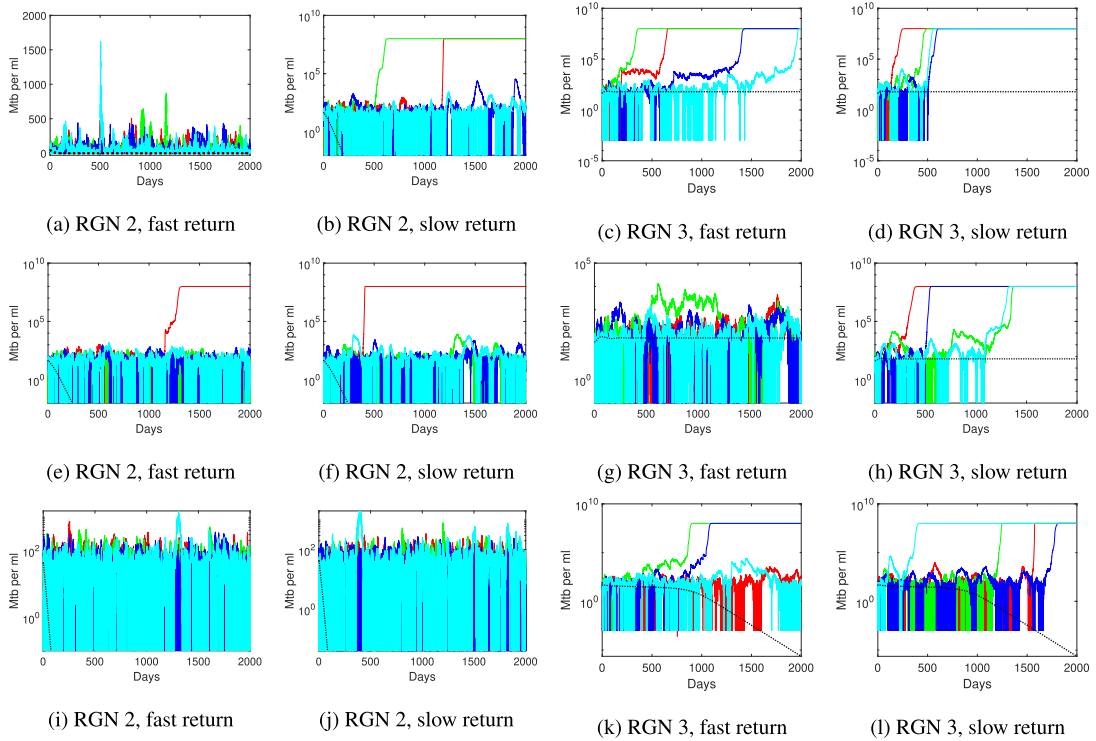 2000
1500
1000
500
0
Mtb per ml
0 500 1000 1500 2000
Days
(a) RGN 2, fast return
10^10
10^5
10^0
Mtb per ml
0 500 1000 1500 2000
Days
(b) RGN 2, slow return
10^10
10^5
10^0
10^-5
Mtb per ml
0 500 1000 1500 2000
Days
(c) RGN 3, fast return
10^10
10^5
10^0
10^-5
Mtb per ml
0 500 1000 1500 2000
Days
(d) RGN 3, slow return
10^10
10^5
10^0
Mtb per ml
0 500 1000 1500 2000
Days
(e) RGN 2, fast return
10^10
10^5
10^0
Mtb per ml
0 500 1000 1500 2000
Days
(f) RGN 2, slow return
10^5
10^0
Mtb per ml
0 500 1000 1500 2000
Days
(g) RGN 3, fast return
10^10
10^5
10^0
Mtb per ml
0 500 1000 1500 2000
Days
(h) RGN 3, slow return
10^2
10^0
Mtb per ml
0 500 1000 1500 2000
Days
(i) RGN 2, fast return
10^2
10^0
Mtb per ml
0 500 1000 1500 2000
Days
(j) RGN 2, slow return
10^10
10^0
Mtb per ml
0 500 1000 1500 2000
Days
(k) RGN 3, fast return
10^10
10^0
Mtb per ml
0 500 1000 1500 2000
Days
(l) RGN 3, slow return